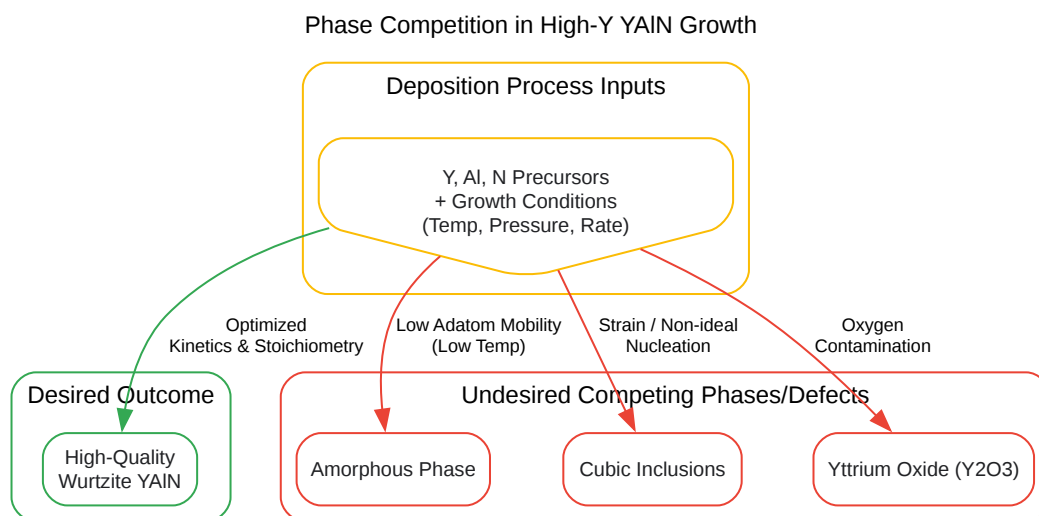 Phase Competition in High-Y YAlN Growth
Deposition Process Inputs
Y, Al, N Precursors
+ Growth Conditions
(Temp, Pressure, Rate)
Optimized
Kinetics & Stoichiometry
Low Adatom Mobility
(Low Temp)
Strain / Non-ideal
Nucleation
Oxygen
Contamination
Desired Outcome
High-Quality
Wurtzite YAlN
Undesired Competing Phases/Defects
Amorphous Phase
Cubic Inclusions
Yttrium Oxide (Y2O3)